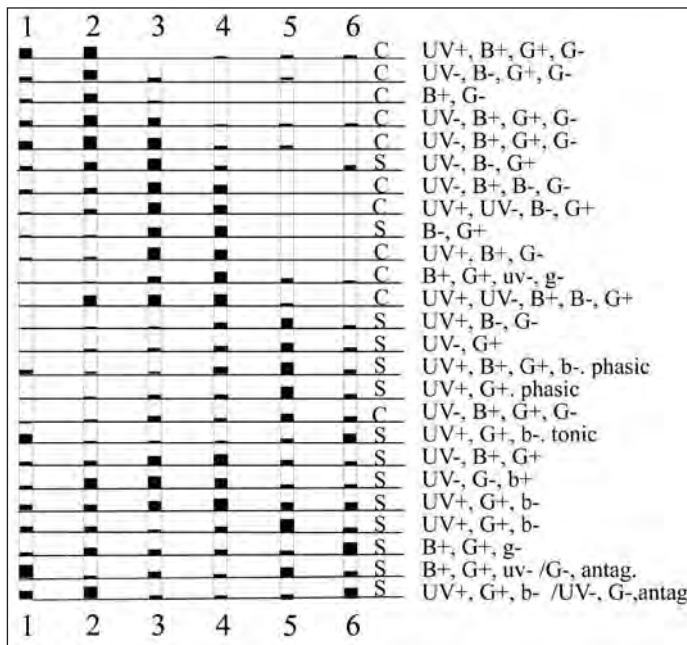 1 2 3 4 5 6
C UV+, B+, G+, G-
C UV-, B-, G+, G-
C B+, G-
C UV-, B+, G+, G-
C UV-, B+, G+, G-
S UV-, B-, G+
C UV-, B+, B-, G-
C UV+, UV-, B-, G+
S B-, G+
C UV+, B+, G-
C B+, G+, uv-, g-
C UV+, UV-, B+, B-, G+
S UV+, B-, G-
S UV-, G+
S UV+, B+, G+, b-. phasic
S UV+, G+. phasic
C UV-, B+, G+, G-
S UV+, G+, b-. tonic
S UV-, B+, G+
S UV-, G-, b+
S UV+, G+, b-
S UV+, G+, b-
S B+, G+, g-
S B+, G+, uv- /G-, antag.
S UV+, G+, b- /UV-, G-,antag
1 2 3 4 5 6